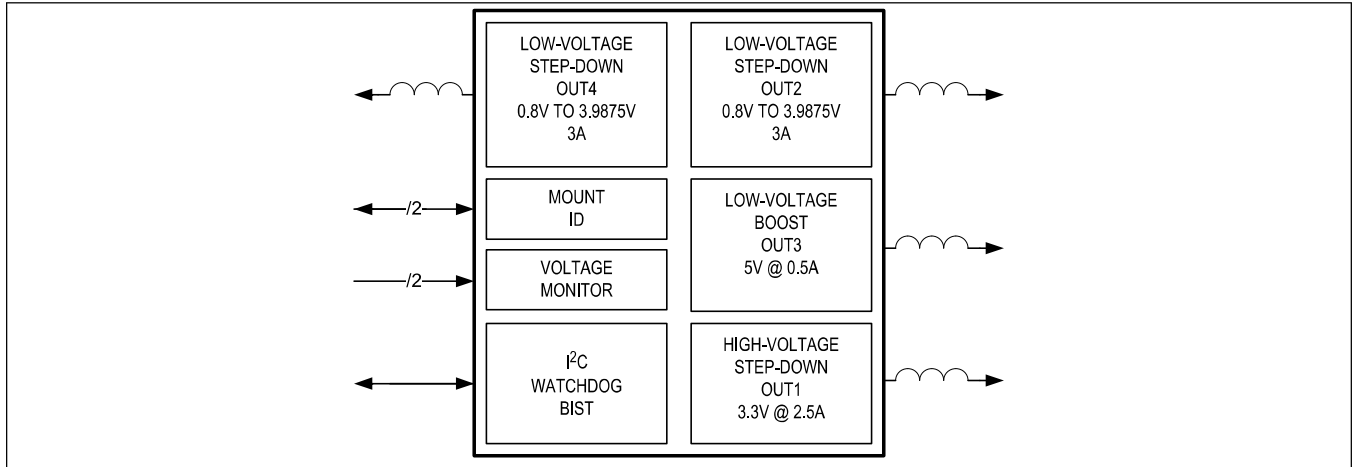 LOW-VOLTAGE
STEP-DOWN
OUT4
0.8V TO 3.9875V
3A
LOW-VOLTAGE
STEP-DOWN
OUT2
0.8V TO 3.9875V
3A
/2
MOUNT
ID
LOW-VOLTAGE
BOOST
OUT3
5V @ 0.5A
/2
VOLTAGE
MONITOR
I²C
WATCHDOG
BIST
HIGH-VOLTAGE
STEP-DOWN
OUT1
3.3V @ 2.5A